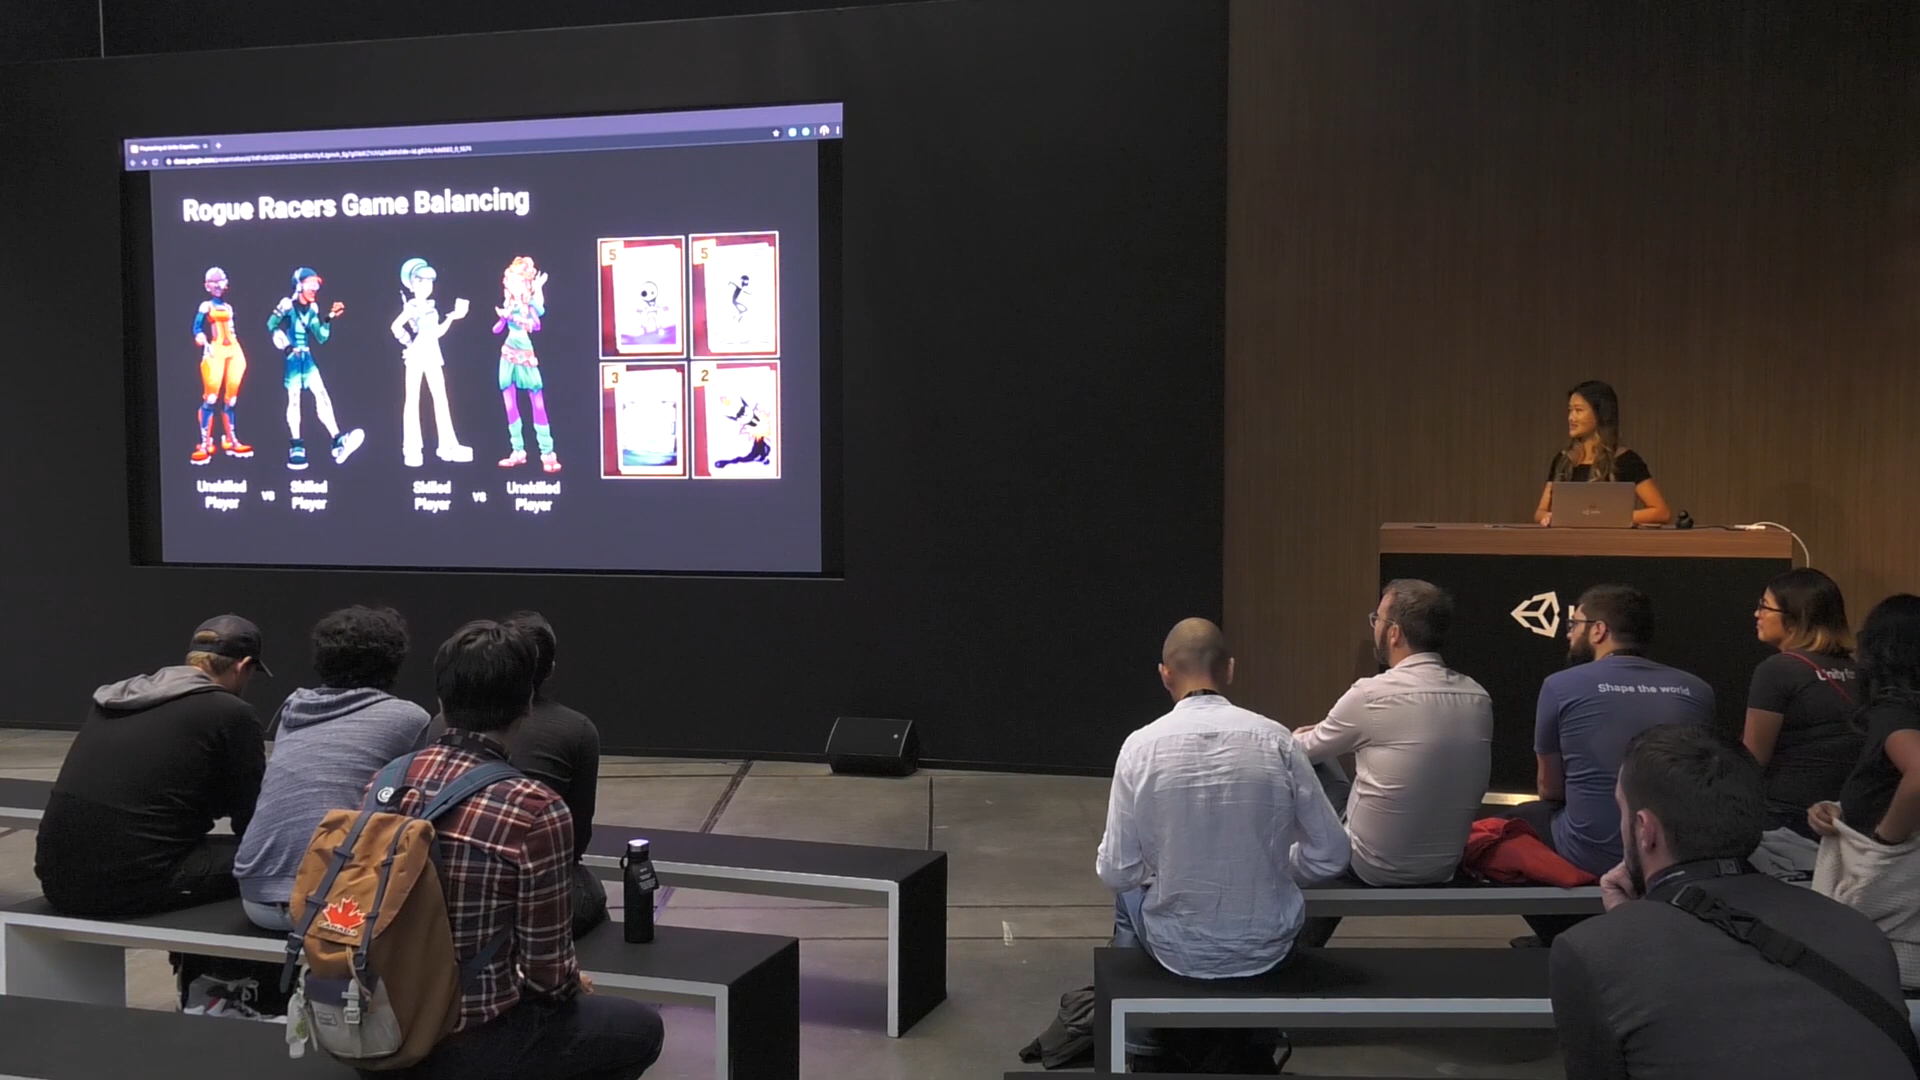 Rogue Racers Game Balancing
5
5
3
2
Unskilled
Player
vs
Skilled
Player
Skilled
Player
vs
Unskilled
Player
Shape the world
CANADA